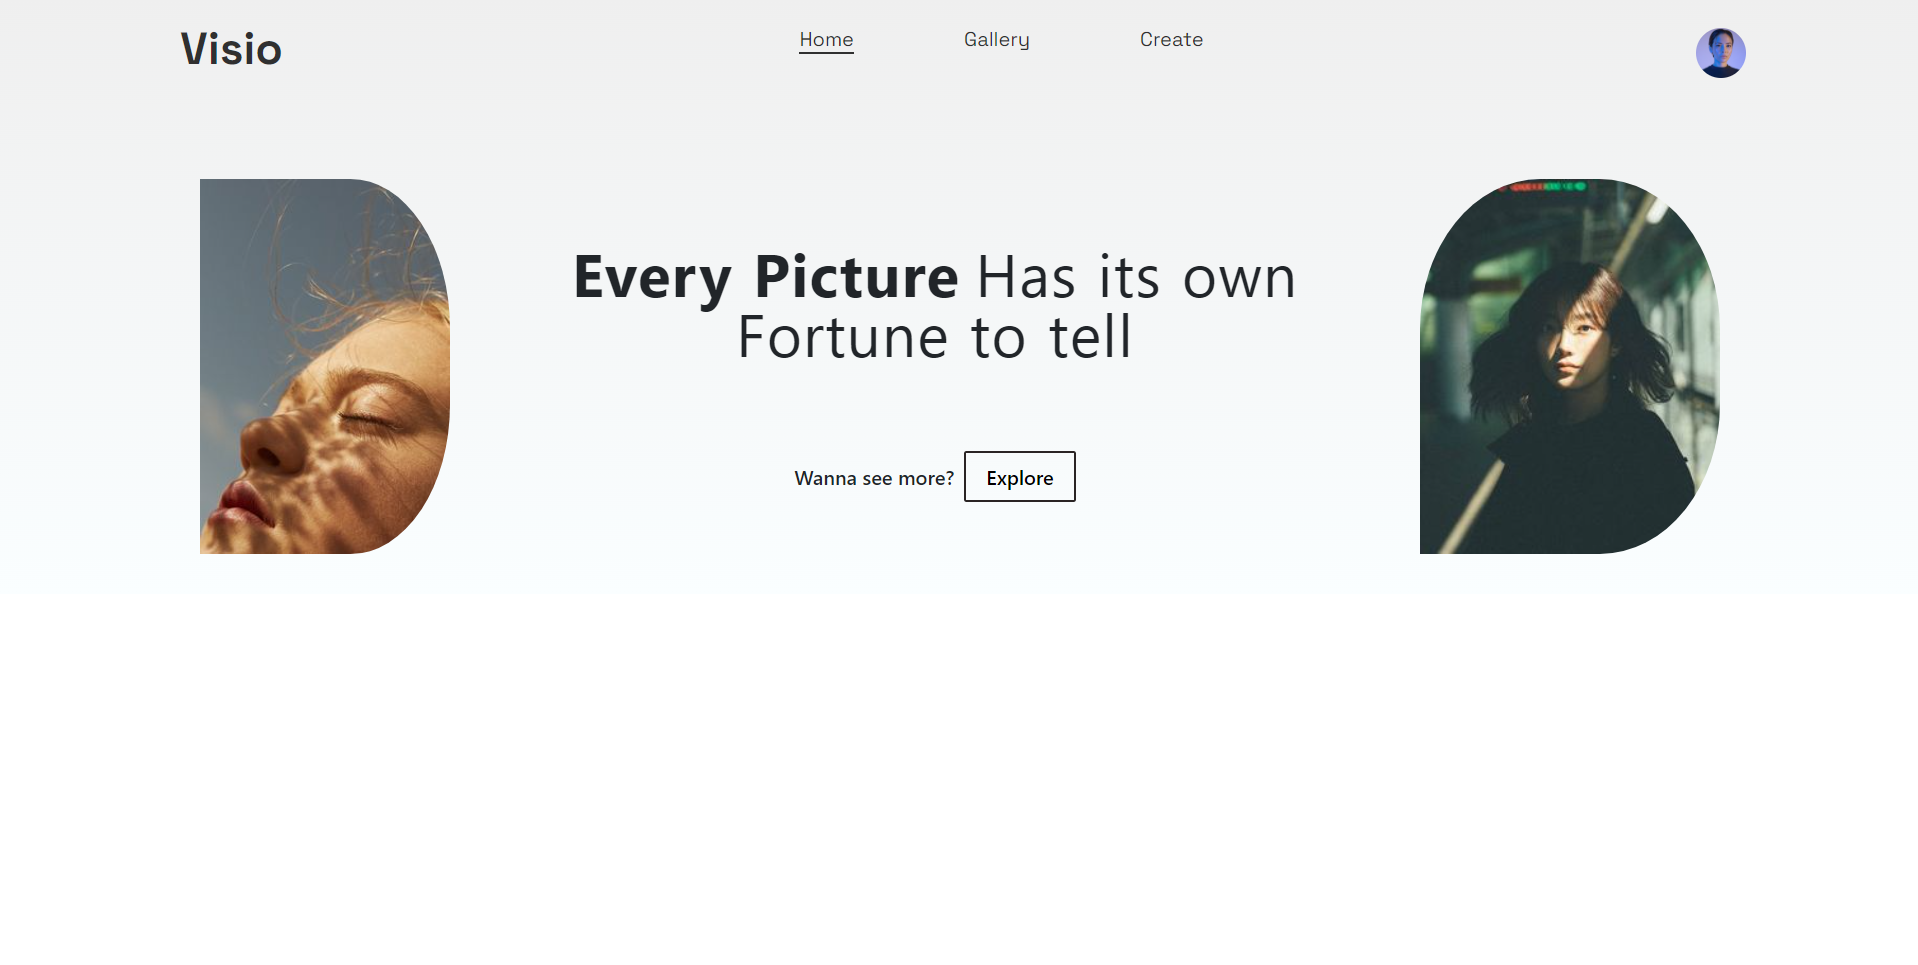 Visio
Home
Gallery
Create
Every Picture Has its own
Fortune to tell
Wanna see more?
Explore